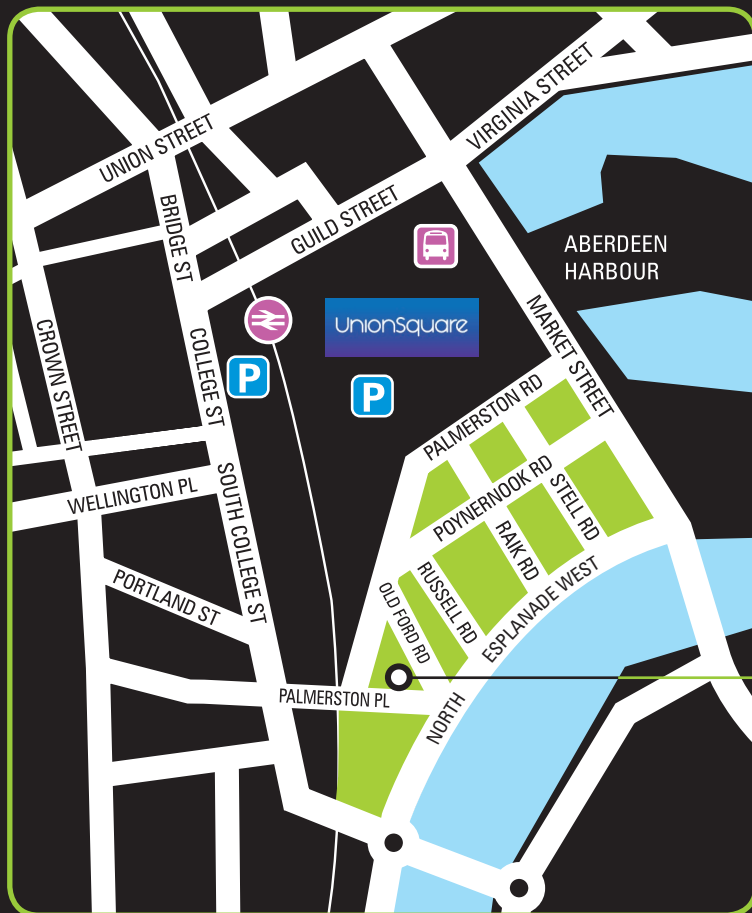 VIRGINIA STREET
UNION STREET
BRIDGE ST
GUILD STREET
ABERDEEN
HARBOUR
UnionSquare
MARKET STREET
CROWN STREET
COLLEGE ST
P
P
PALMERSTON RD
POYNERNOOK RD
WELLINGTON PL
SOUTH COLLEGE ST
STELL RD
RAIK RD
RUSSELL RD
OLD FORD RD
PORTLAND ST
PALMERSTON PL
NORTH ESPLANADE WEST